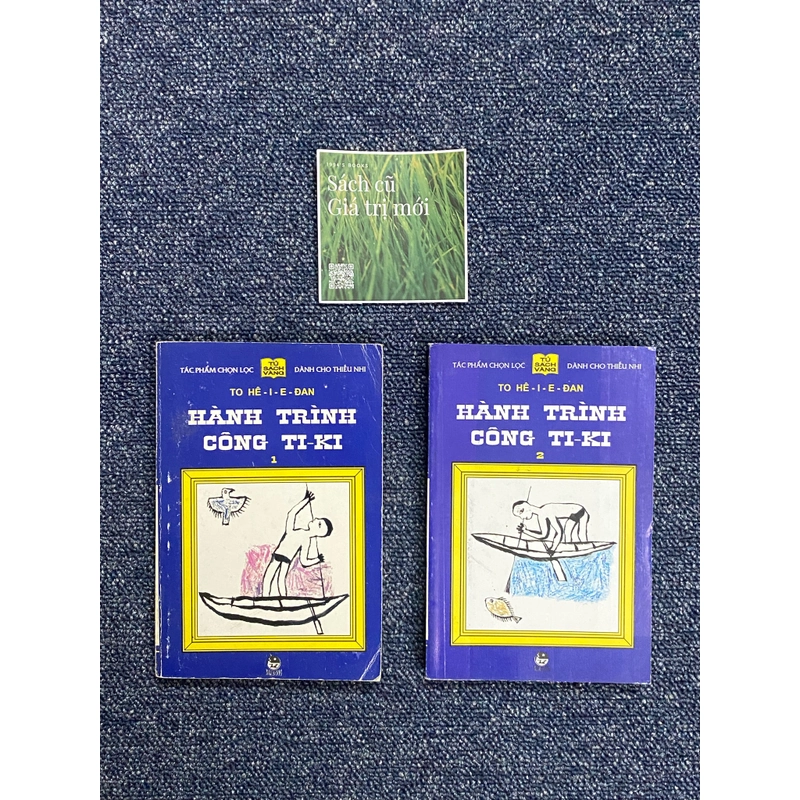 1994'S BOOKS
Sách cũ
Giá trị mới
TÁC PHẨM CHỌN LỌC
TỦ
SÁCH
VÀNG
DÀNH CHO THIẾU NHI
TO HÊ - I - E - ĐAN
HÀNH TRÌNH
CÔNG TI-KI
1
TÁC PHẨM CHỌN LỌC
TỦ
SÁCH
VÀNG
DÀNH CHO THIẾU NHI
TO HÊ - I - E - ĐAN
HÀNH TRÌNH
CÔNG TI-KI
2